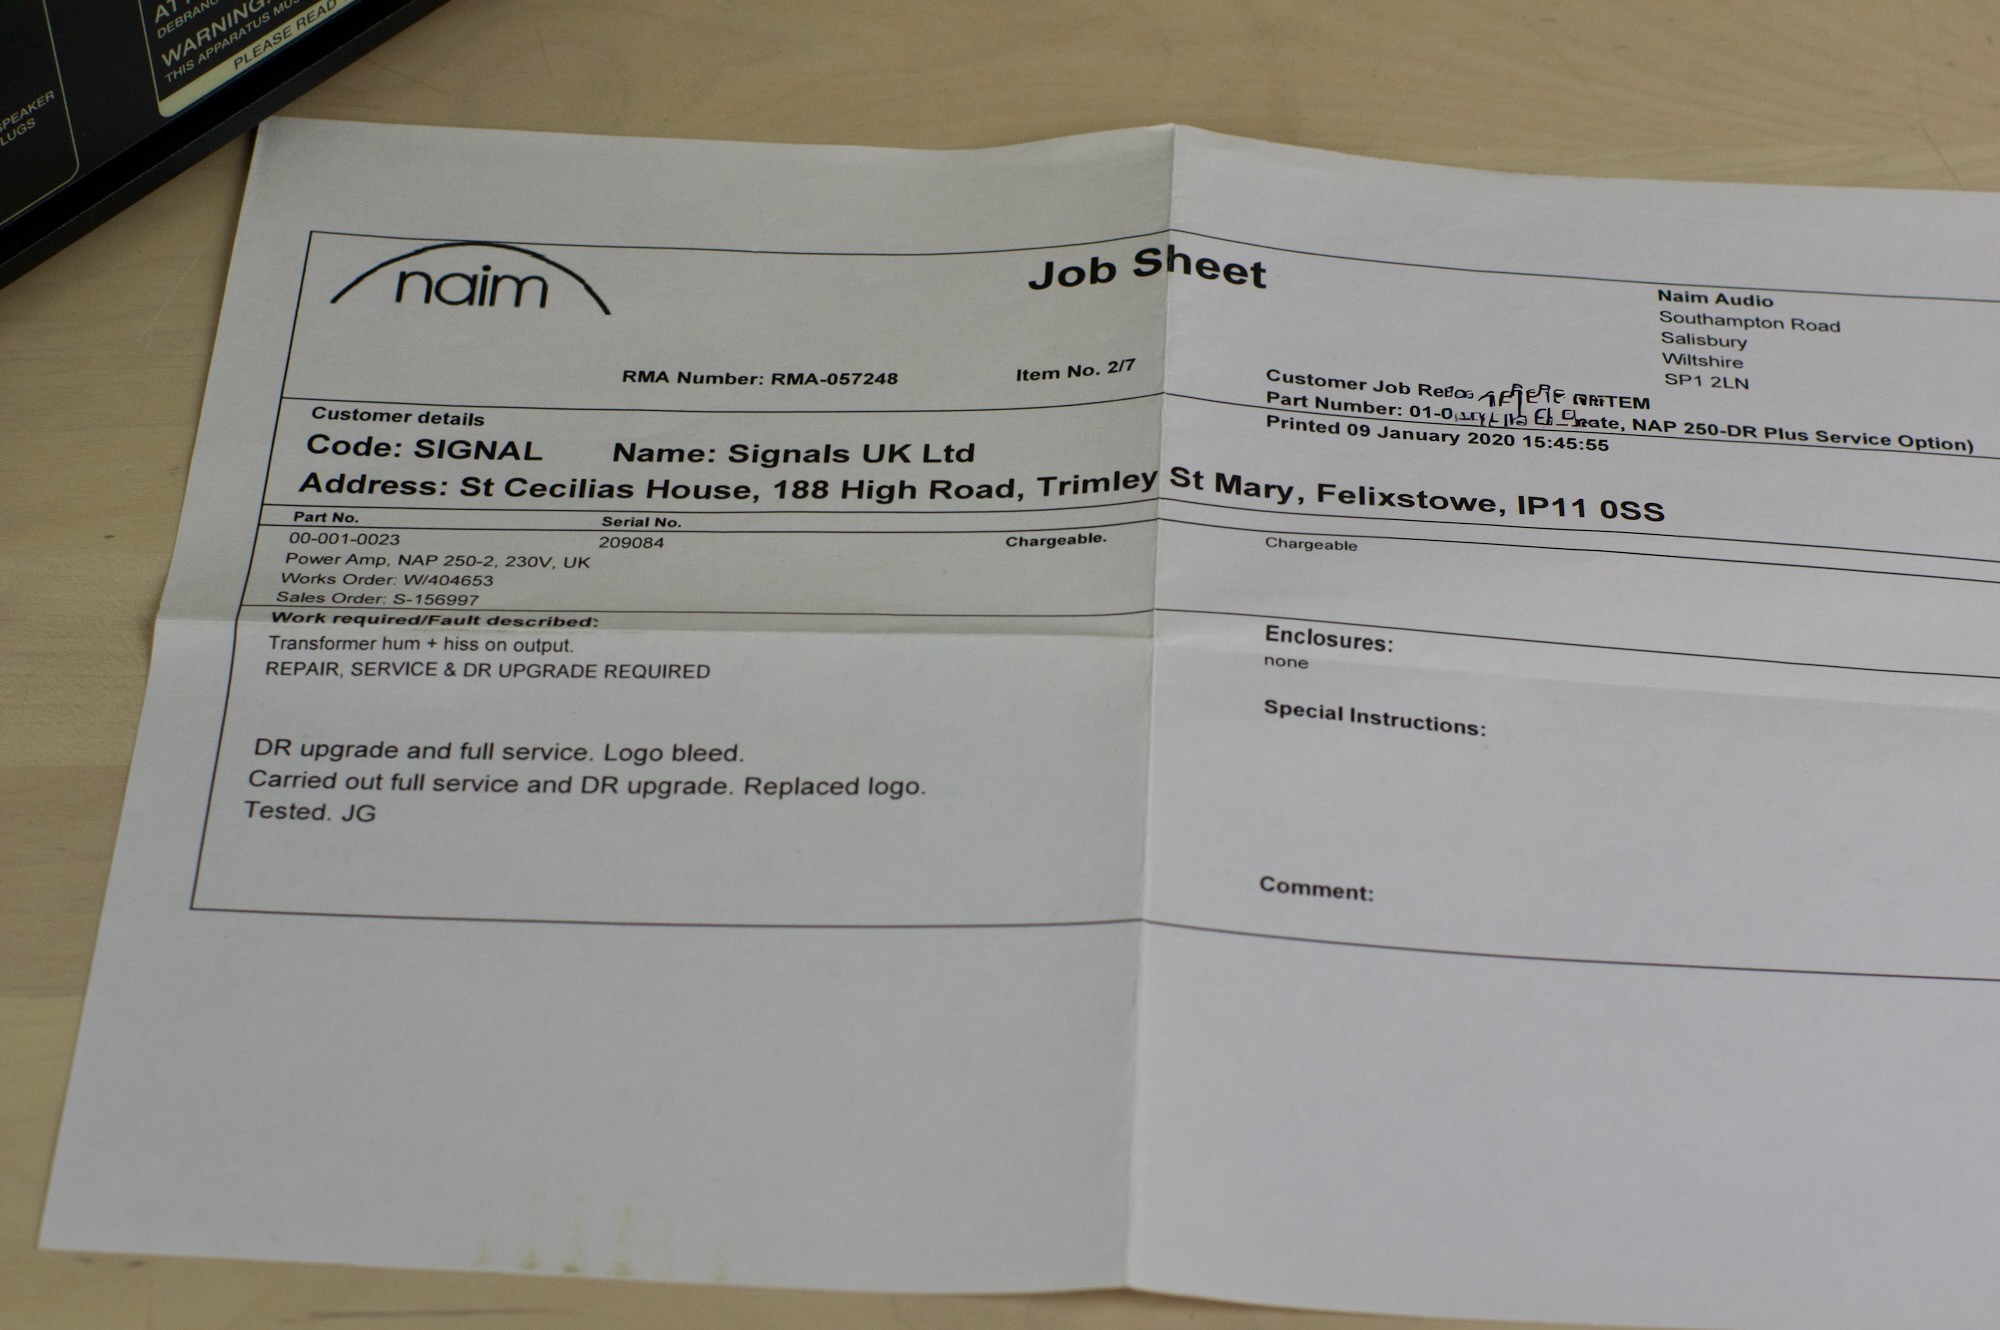 WARNING:
THIS APPARATUS
PLEASE READ
SPEAKER
naim
Job Sheet
Naim Audio
Southampton Road
Salisbury
Wiltshire
SP1 2LN
RMA Number: RMA-057248 Item No. 2/7
Customer Job
Part Number: NAP 250-DR Plus Service Option)
Printed 09 January 2020 15:45:55
Customer details
Code: SIGNAL Name: Signals UK Ltd
Address: St Cecilias House, 188 High Road, Trimley St Mary, Felixstowe, IP11 0SS
Part No. Serial No.
00-001-0023 209084 Chargeable. Chargeable
Power Amp, NAP 250-2, 230V, UK
Works Order: W/404653
Sales Order: S-156997
Work required/Fault described:
Transformer hum + hiss on output.
REPAIR, SERVICE & DR UPGRADE REQUIRED
DR upgrade and full service. Logo bleed.
Carried out full service and DR upgrade. Replaced logo.
Tested. JG
Enclosures:
none
Special Instructions:
Comment: